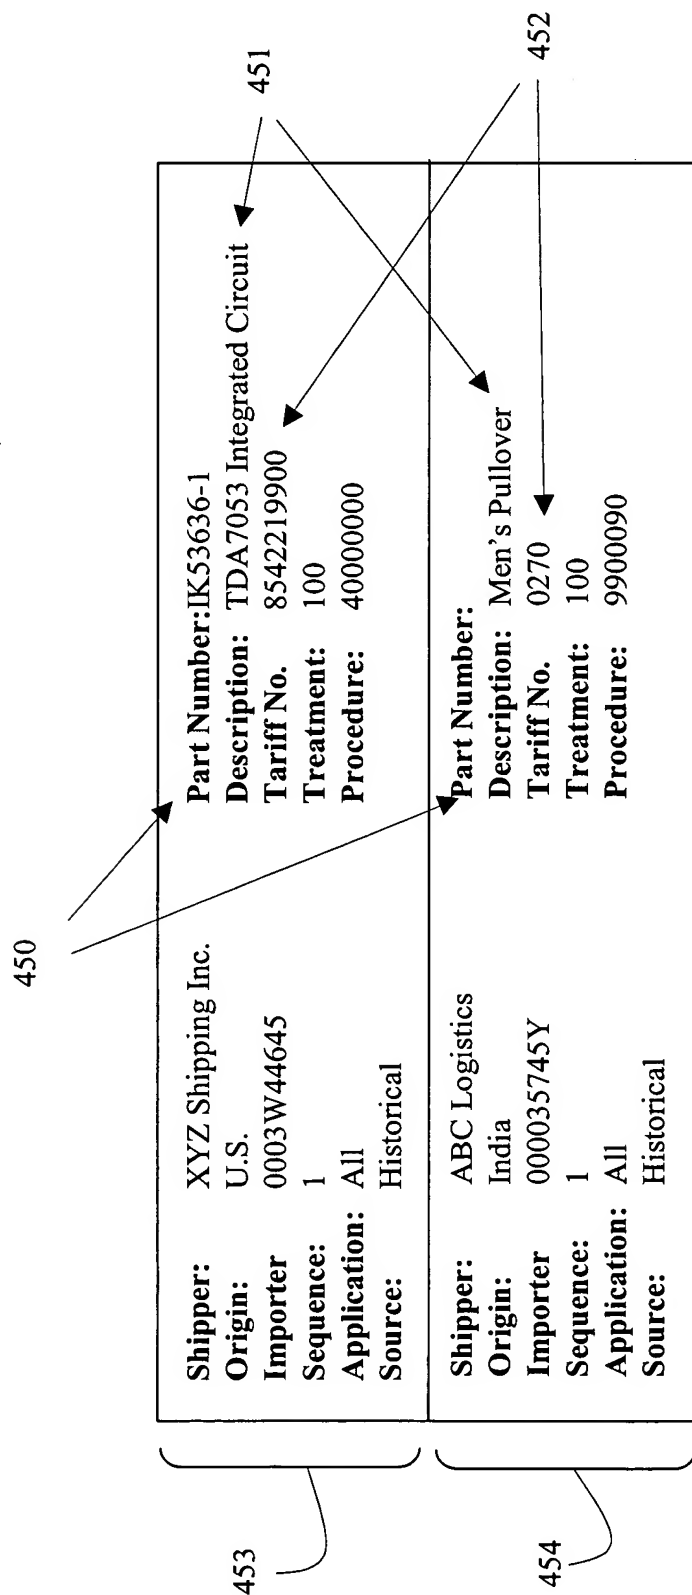 450
451
452
453
454
Shipper: XYZ Shipping Inc.
Origin: U.S.
Importer 0003W44645
Sequence: 1
Application: All
Source: Historical
Part Number:IK53636-1
Description: TDA7053 Integrated Circuit
Tariff No. 8542219900
Treatment: 100
Procedure: 40000000
Shipper: ABC Logistics
Origin: India
Importer 000035745Y
Sequence: 1
Application: All
Source: Historical
Part Number:
Description: Men's Pullover
Tariff No. 0270
Treatment: 100
Procedure: 9900090